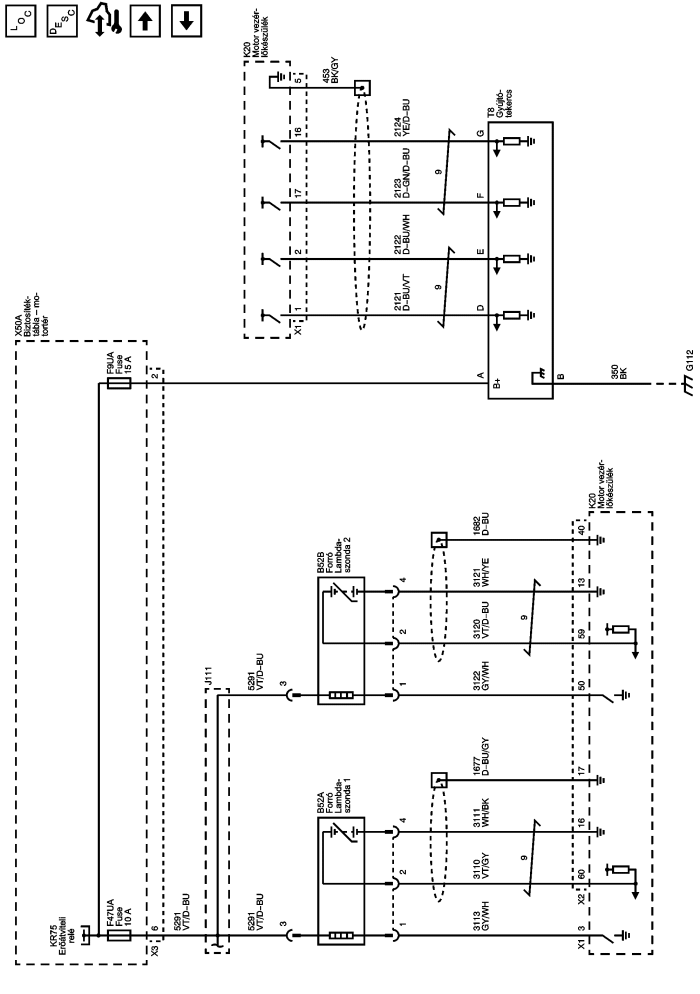 LOC
DESC
K20
Motor vezér-
lőkészülék
5
453
BK/GY
16
2124
YE/D-BU
G
17
2123
D-GN/D-BU
F
9
2
2122
D-BU/WH
E
1
2121
D-BU/VT
D
9
X1
T8
Gyújtó-
tekercs
A
B+
B
350
BK
G112
X50A
Biztosíték-
tábla – mo-
tortér
F9UA
Fuse
15 A
2
KR75
Erőátviteli
relé
F47UA
Fuse
10 A
6
X3
5291
VT/D-BU
J111
5291
VT/D-BU
3
5291
VT/D-BU
3
B52B
Forró
Lambda-
szonda 2
4
2
1
1682
D-BU
3121
WH/YE
3120
VT/D-BU
9
3122
GY/WH
B52A
Forró
Lambda-
szonda 1
4
2
1
1677
D-BU/GY
3111
WH/BK
3110
VT/GY
9
3113
GY/WH
K20
Motor vezér-
lőkészülék
40
13
59
50
17
16
60
X2
3
X1